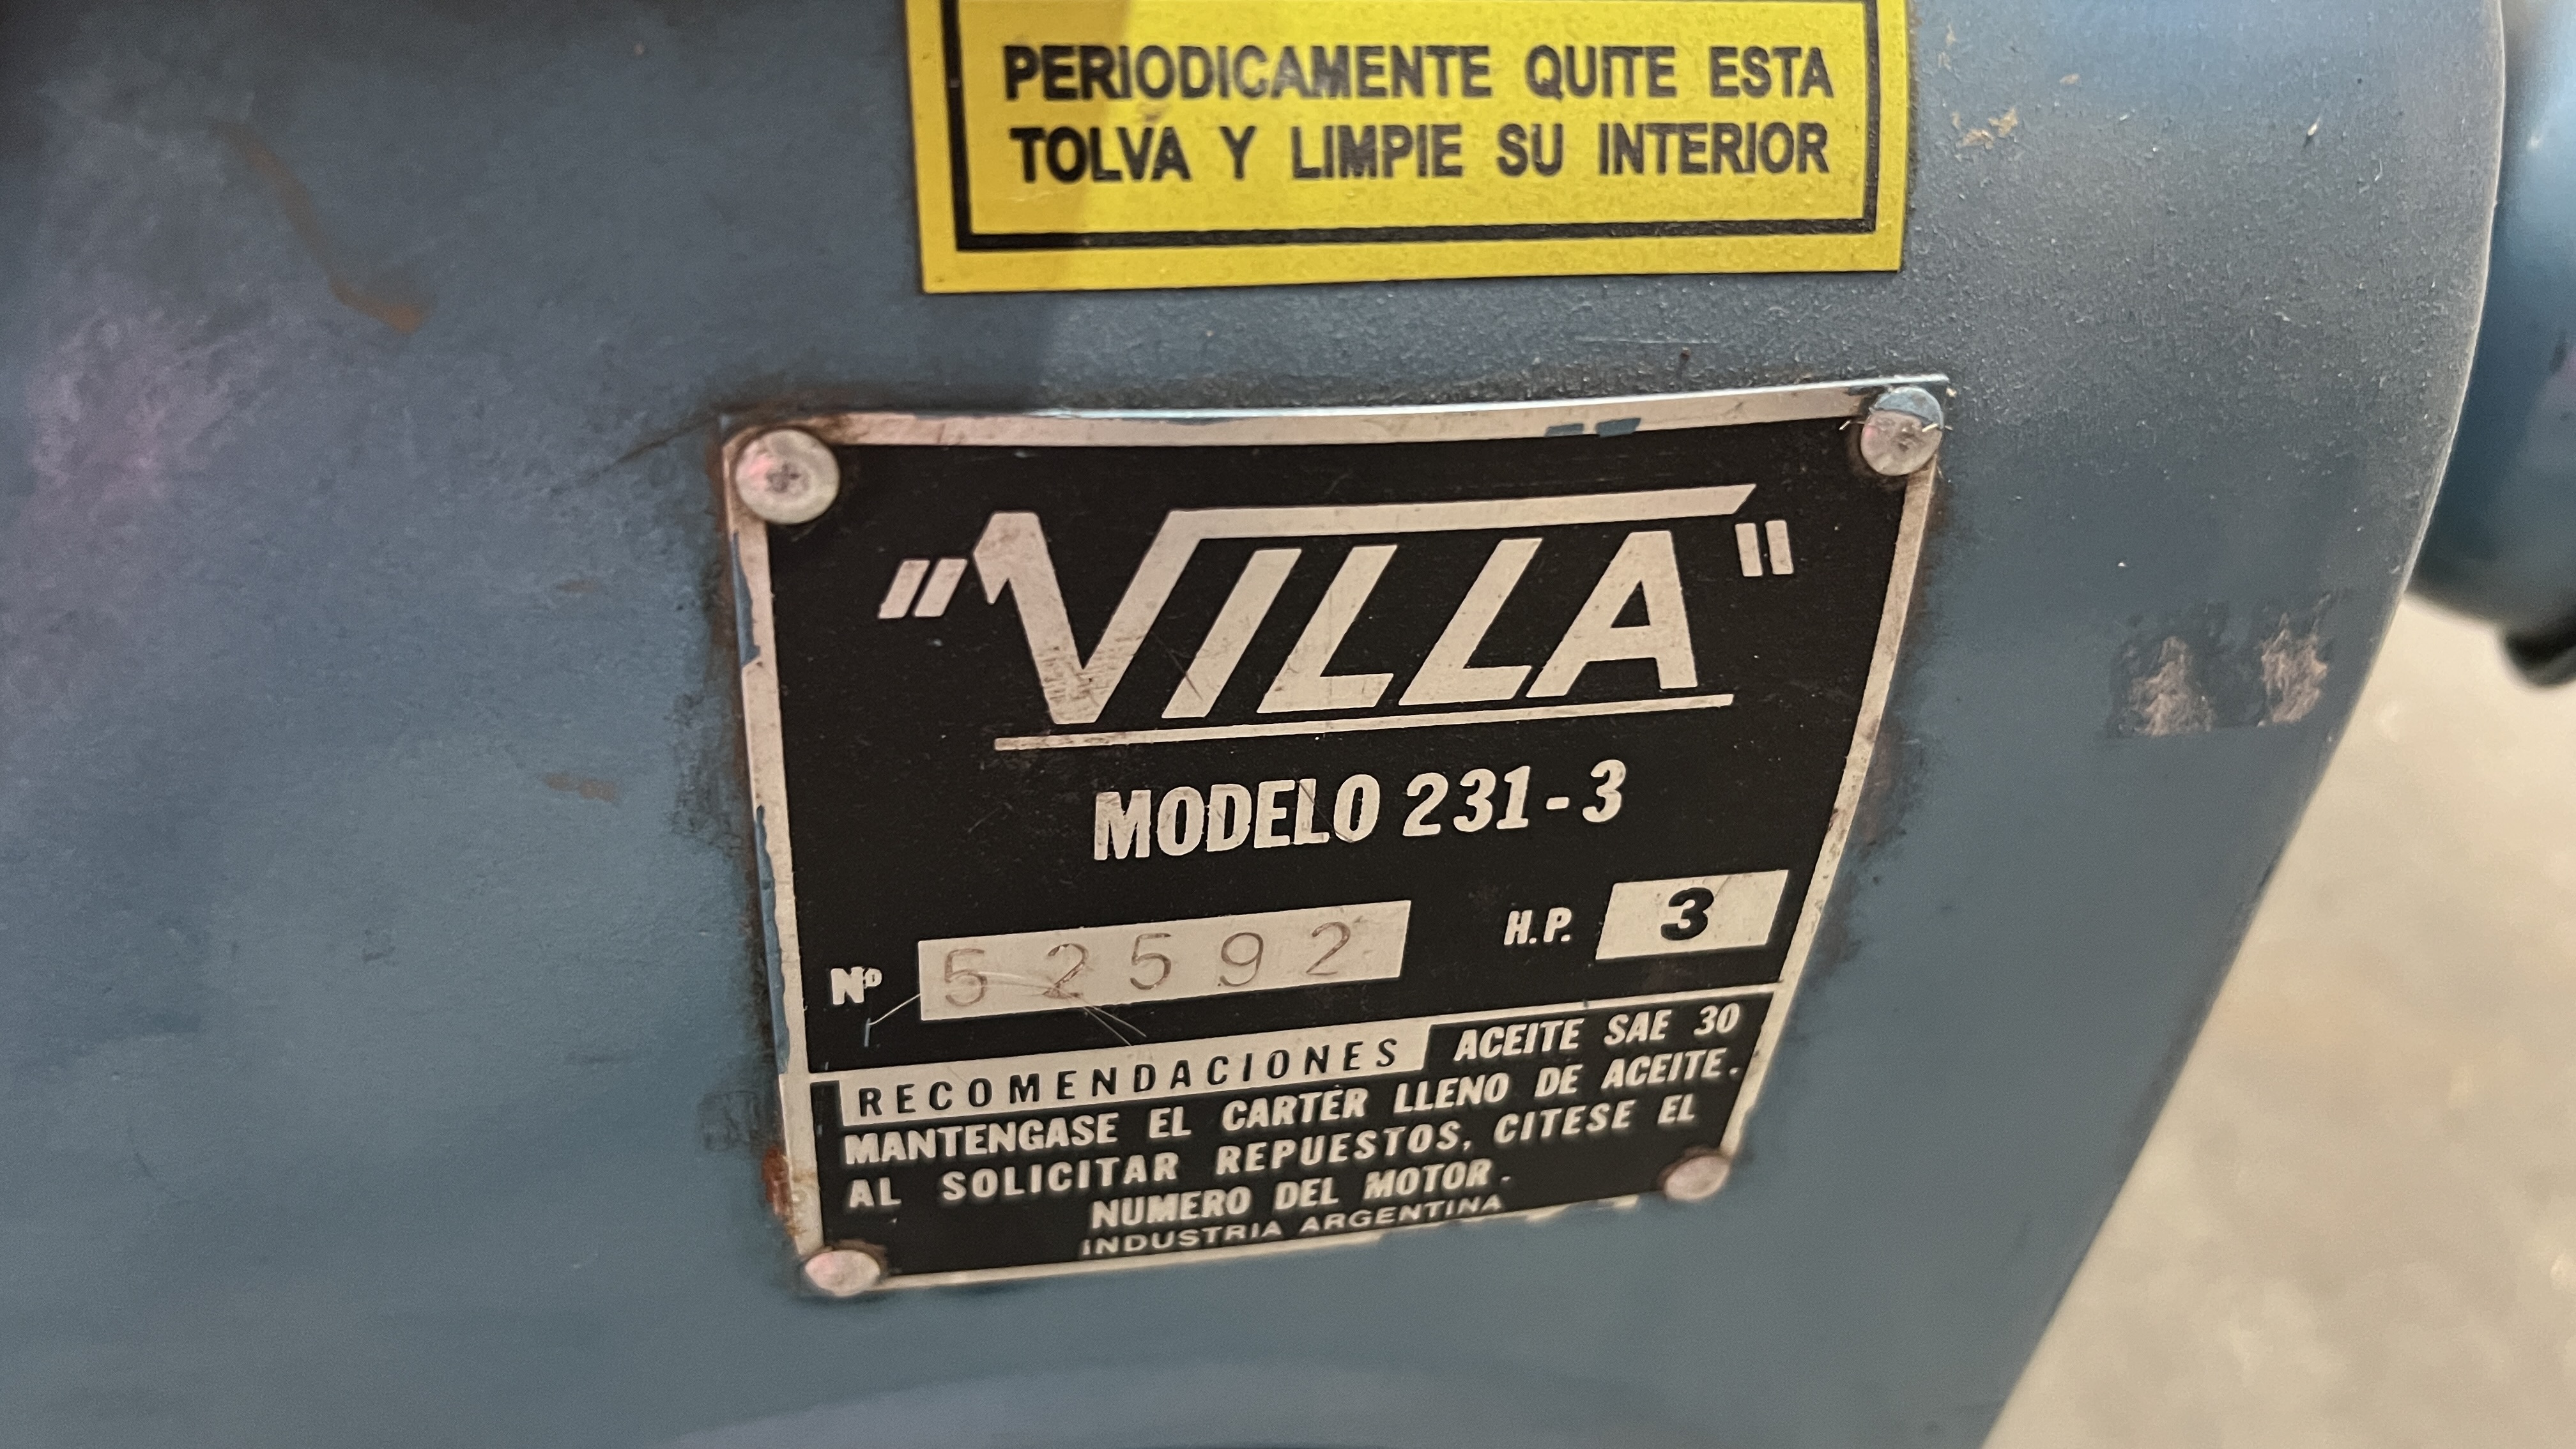 PERIODICAMENTE QUITE ESTA
TOLVA Y LIMPIE SU INTERIOR
"VILLA"
MODELO 231-3
Nº 52592 H.P. 3
RECOMENDACIONES ACEITE SAE 30
MANTENGASE EL CARTER LLENO DE ACEITE.
AL SOLICITAR REPUESTOS, CITESE EL
NUMERO DEL MOTOR.
INDUSTRIA ARGENTINA